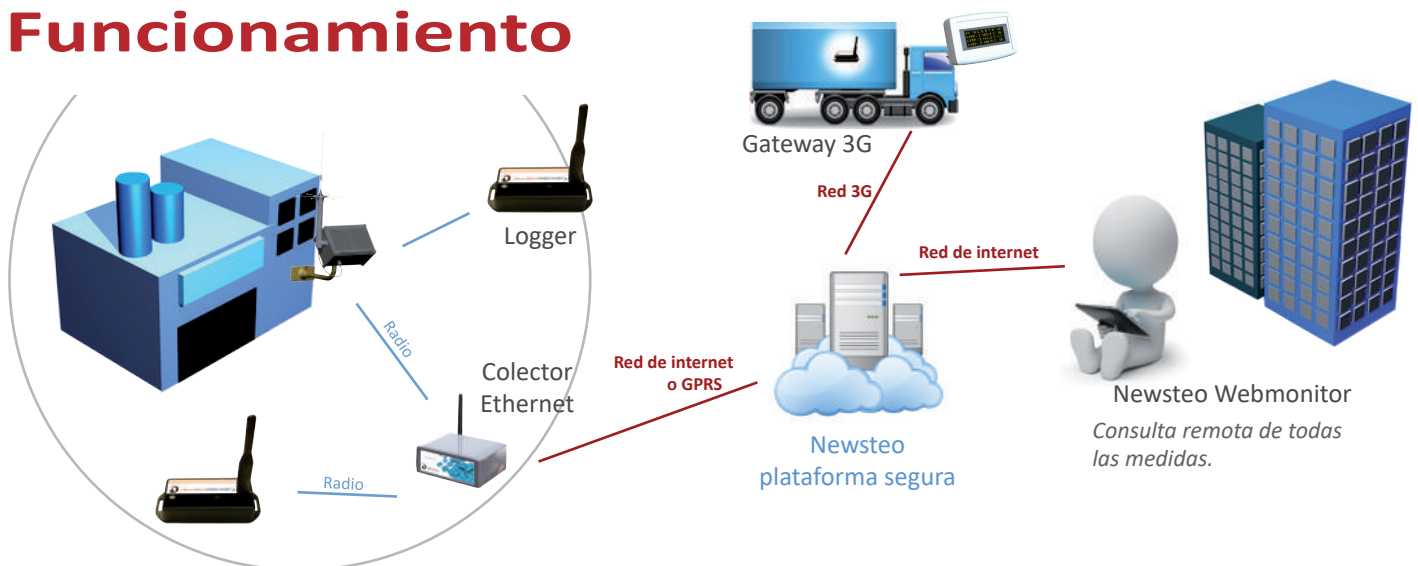 Funcionamiento
Gateway 3G
Red 3G
Logger
Radio
Colector
Ethernet
Radio
Red de internet
o GPRS
Red de internet
Newsteo
plataforma segura
Newsteo Webmonitor
Consulta remota de todas
las medidas.